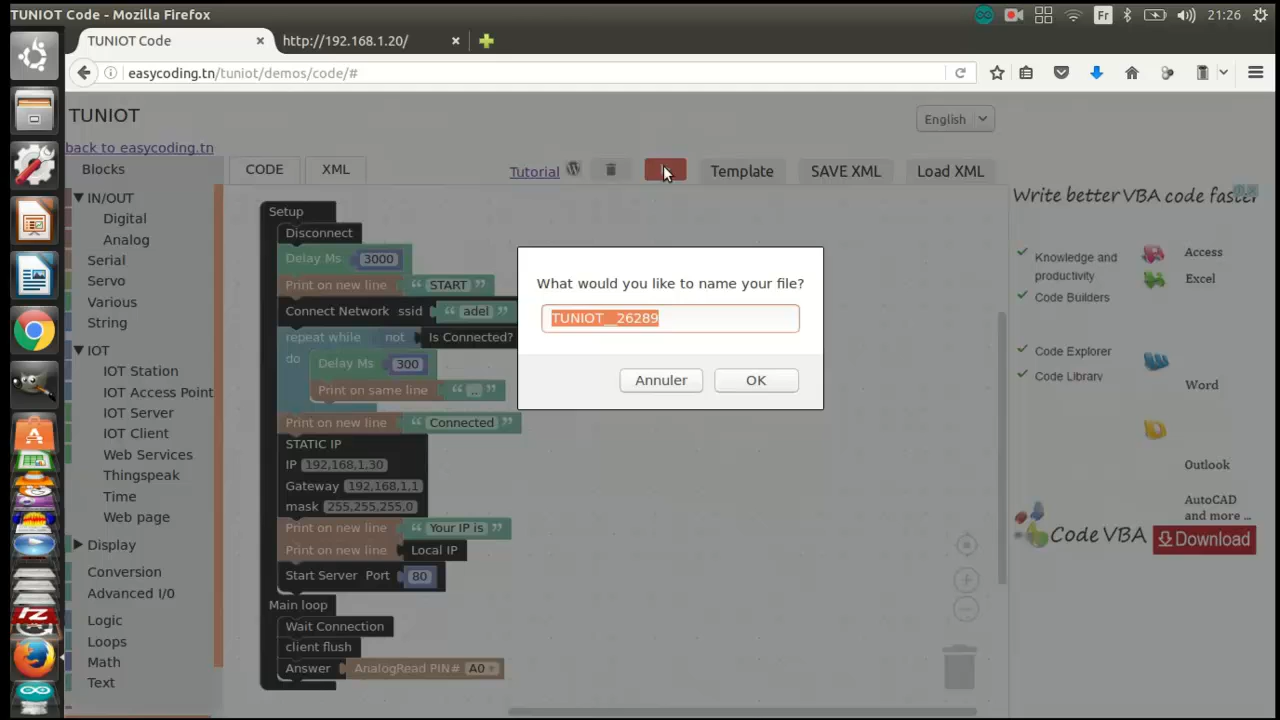 TUNIOT Code - Mozilla Firefox
Fr
21:26
TUNIOT Code
http://192.168.1.20/
easycoding.tn/tuniot/demos/code/#
TUNIOT
English
back to easycoding.tn
Blocks
CODE
XML
Tutorial
Template
SAVE XML
Load XML
IN/OUT
Digital
Analog
Serial
Servo
Various
String
IOT
IOT Station
IOT Access Point
IOT Server
IOT Client
Web Services
Thingspeak
Time
Web page
Display
Conversion
Advanced I/0
Logic
Loops
Math
Text
Setup
Disconnect
Delay Ms 3000
Print on new line “ START ”
Connect Network ssid “ adel ”
repeat while not Is Connected?
do Delay Ms 300
Print on same line “ .. ”
Print on new line “ Connected ”
STATIC IP
IP 192,168,1,30
Gateway 192,168,1,1
mask 255,255,255,0
Print on new line “ Your IP is ”
Print on new line Local IP
Start Server Port 80
Main loop
Wait Connection
client flush
Answer AnalogRead PIN# A0
What would you like to name your file?
TUNIOT__26289
Annuler
OK
Write better VBA code faster
Knowledge and
productivity
Code Builders
Code Explorer
Code Library
Access
Excel
Word
Outlook
AutoCAD
and more ...
Code VBA
Download